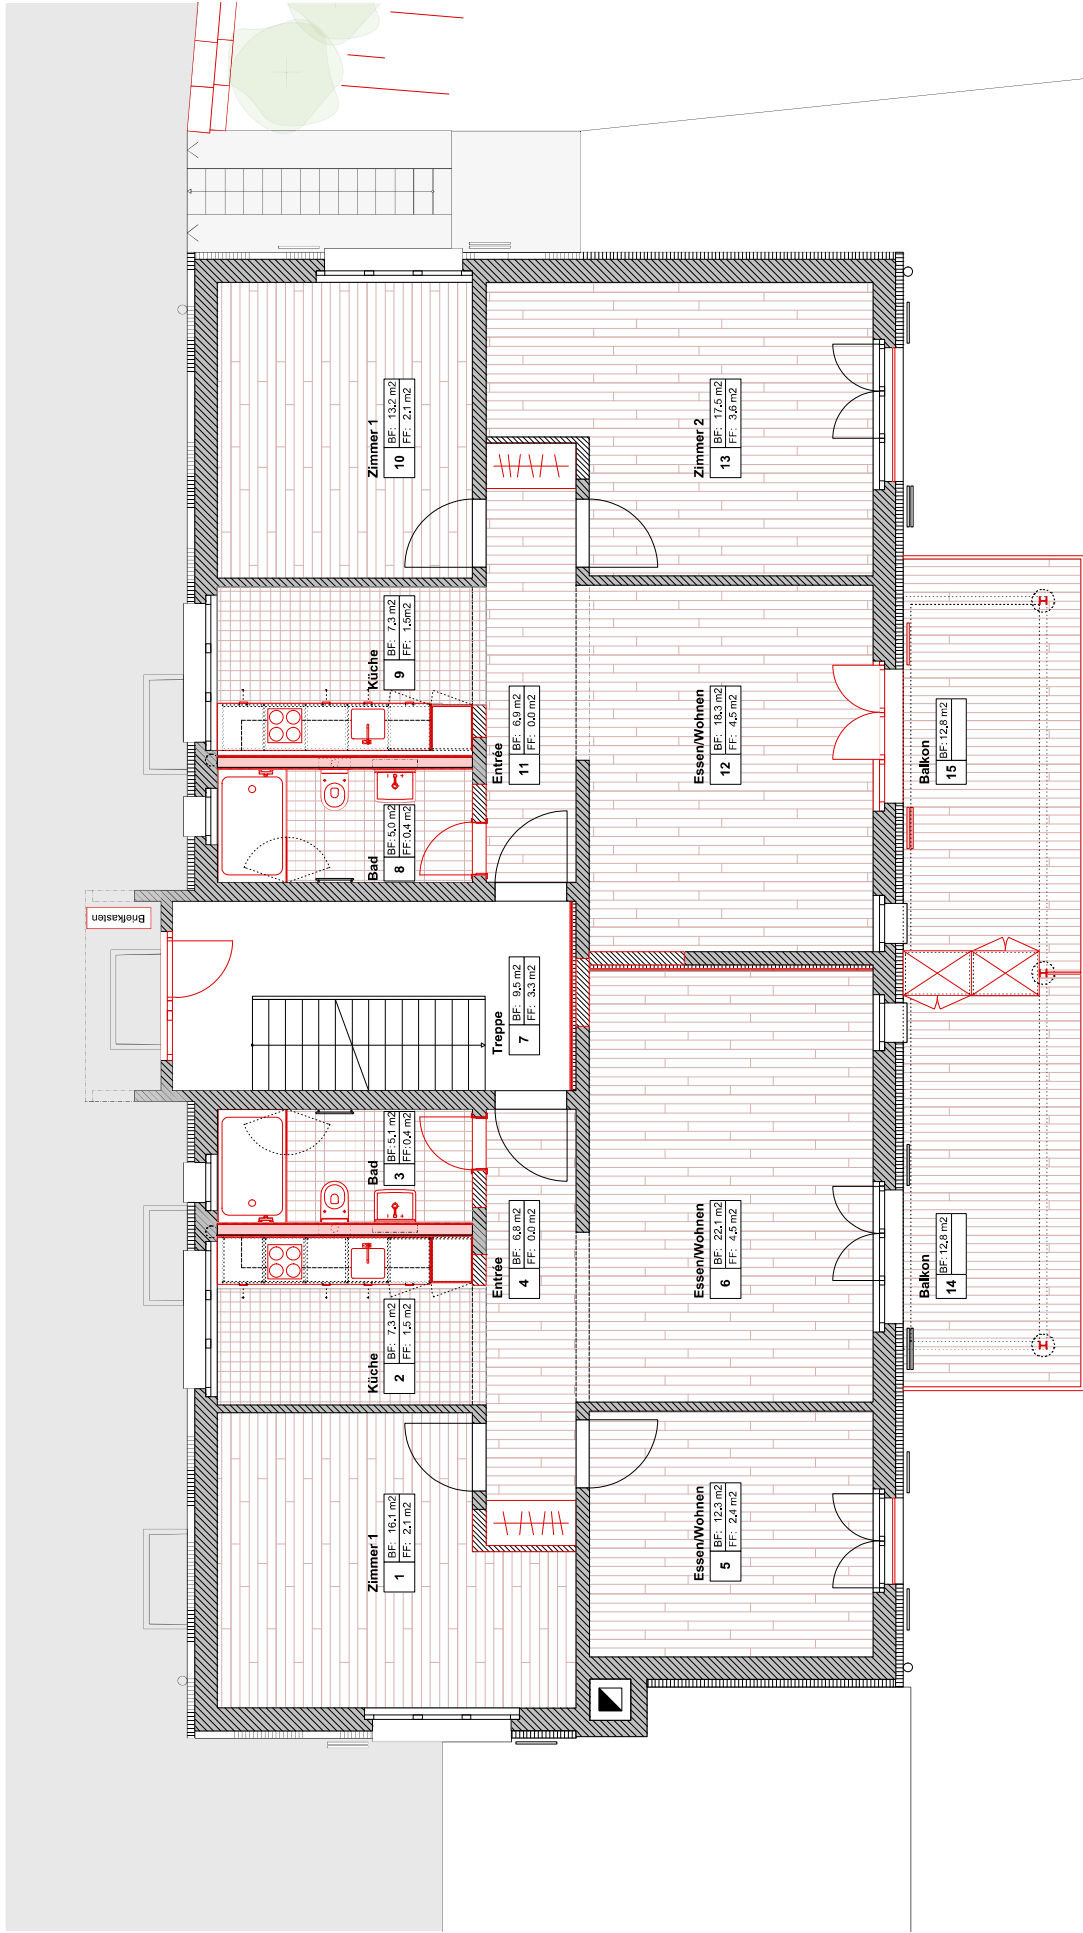 Briefkasten
Zimmer 1
1
BF: 16.1 m2
FF: 2.1 m2
Küche
2
BF: 7.3 m2
FF: 1.5 m2
Bad
3
BF: 5.1 m2
FF: 0.4 m2
Entrée
4
BF: 6.8 m2
FF: 0.0 m2
Essen/Wohnen
5
BF: 12.3 m2
FF: 2.4 m2
Essen/Wohnen
6
BF: 22.1 m2
FF: 4.5 m2
Treppe
7
BF: 9.5 m2
FF: 3.3 m2
Bad
8
BF: 5.0 m2
FF: 0.4 m2
Küche
9
BF: 7.3 m2
FF: 1.5m2
Zimmer 1
10
BF: 13.2 m2
FF: 2.1 m2
Entrée
11
BF: 6.9 m2
FF: 0.0 m2
Essen/Wohnen
12
BF: 18.3 m2
FF: 4.5 m2
Zimmer 2
13
BF: 17.5 m2
FF: 3.6 m2
Balkon
14
BF: 12.8 m2
Balkon
15
BF: 12.8 m2